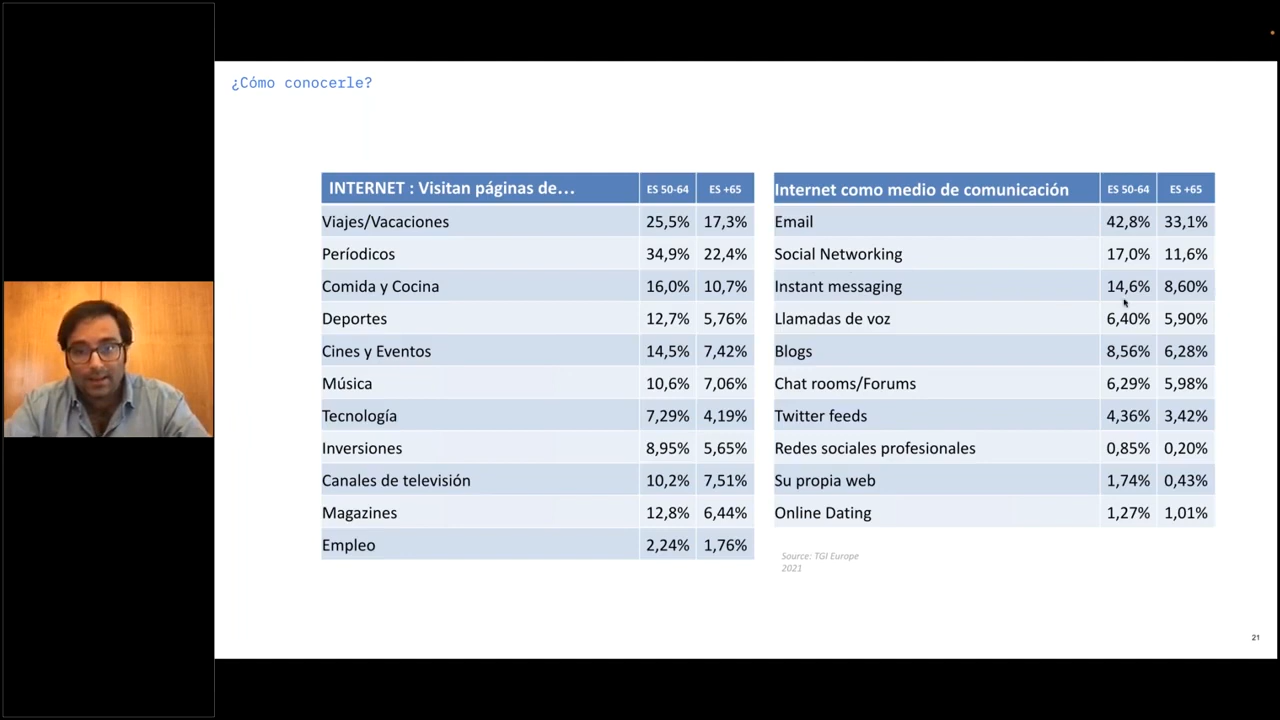 ¿Cómo conocerle?
INTERNET : Visitan páginas de… ES 50-64 ES +65
Viajes/Vacaciones 25,5% 17,3%
Períodicos 34,9% 22,4%
Comida y Cocina 16,0% 10,7%
Deportes 12,7% 5,76%
Cines y Eventos 14,5% 7,42%
Música 10,6% 7,06%
Tecnología 7,29% 4,19%
Inversiones 8,95% 5,65%
Canales de televisión 10,2% 7,51%
Magazines 12,8% 6,44%
Empleo 2,24% 1,76%
Internet como medio de comunicación ES 50-64 ES +65
Email 42,8% 33,1%
Social Networking 17,0% 11,6%
Instant messaging 14,6% 8,60%
Llamadas de voz 6,40% 5,90%
Blogs 8,56% 6,28%
Chat rooms/Forums 6,29% 5,98%
Twitter feeds 4,36% 3,42%
Redes sociales profesionales 0,85% 0,20%
Su propia web 1,74% 0,43%
Online Dating 1,27% 1,01%
Source: TGI Europe
2021
21